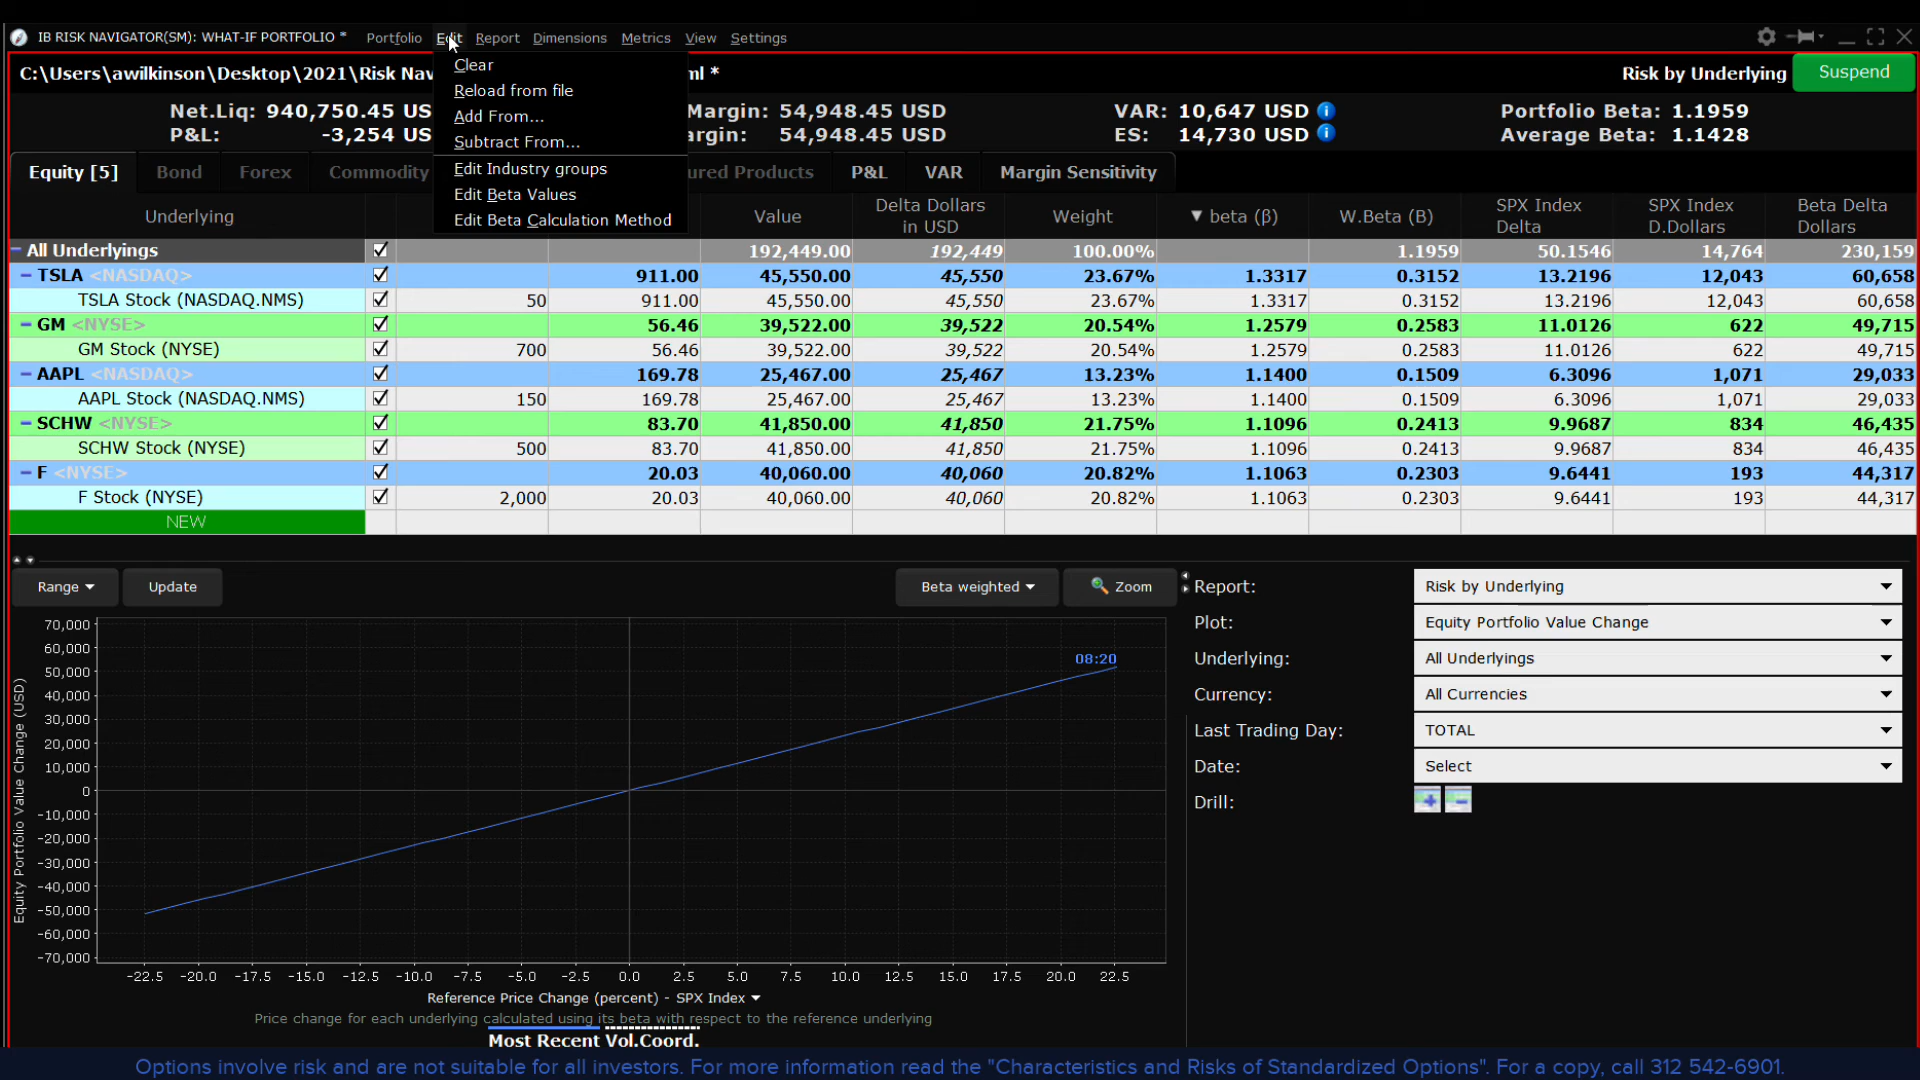 IB RISK NAVIGATOR(SM): WHAT-IF PORTFOLIO * Portfolio Edit Report Dimensions Metrics View Settings
C:\Users\awilkinson\Desktop\2021\Risk Nav ml * Risk by Underlying Suspend
Net.Liq: 940,750.45 US Margin: 54,948.45 USD VAR: 10,647 USD Portfolio Beta: 1.1959
P&L: -3,254 US argin: 54,948.45 USD ES: 14,730 USD Average Beta: 1.1428
Clear
Reload from file
Add From...
Subtract From...
Edit Industry groups
Edit Beta Values
Edit Beta Calculation Method
Equity [5] Bond Forex Commodity ured Products P&L VAR Margin Sensitivity
Underlying Value Delta Dollars in USD Weight ▼ beta (β) W.Beta (B) SPX Index Delta SPX Index D.Dollars Beta Delta Dollars
All Underlyings 192,449.00 192,449 100.00% 1.1959 50.1546 14,764 230,159
TSLA <NASDAQ> 911.00 45,550.00 45,550 23.67% 1.3317 0.3152 13.2196 12,043 60,658
TSLA Stock (NASDAQ.NMS) 50 911.00 45,550.00 45,550 23.67% 1.3317 0.3152 13.2196 12,043 60,658
GM <NYSE> 56.46 39,522.00 39,522 20.54% 1.2579 0.2583 11.0126 622 49,715
GM Stock (NYSE) 700 56.46 39,522.00 39,522 20.54% 1.2579 0.2583 11.0126 622 49,715
AAPL <NASDAQ> 169.78 25,467.00 25,467 13.23% 1.1400 0.1509 6.3096 1,071 29,033
AAPL Stock (NASDAQ.NMS) 150 169.78 25,467.00 25,467 13.23% 1.1400 0.1509 6.3096 1,071 29,033
SCHW <NYSE> 83.70 41,850.00 41,850 21.75% 1.1096 0.2413 9.9687 834 46,435
SCHW Stock (NYSE) 500 83.70 41,850.00 41,850 21.75% 1.1096 0.2413 9.9687 834 46,435
F <NYSE> 20.03 40,060.00 40,060 20.82% 1.1063 0.2303 9.6441 193 44,317
F Stock (NYSE) 2,000 20.03 40,060.00 40,060 20.82% 1.1063 0.2303 9.6441 193 44,317
NEW
Range Update Beta weighted Zoom
Report: Risk by Underlying
Plot: Equity Portfolio Value Change
Underlying: All Underlyings
Currency: All Currencies
Last Trading Day: TOTAL
Date: Select
Drill:
Equity Portfolio Value Change (USD)
70,000
60,000
50,000
40,000
30,000
20,000
10,000
0
-10,000
-20,000
-30,000
-40,000
-50,000
-60,000
-70,000
08:20
-22.5 -20.0 -17.5 -15.0 -12.5 -10.0 -7.5 -5.0 -2.5 0.0 2.5 5.0 7.5 10.0 12.5 15.0 17.5 20.0 22.5
Reference Price Change (percent) - SPX Index
Price change for each underlying calculated using its beta with respect to the reference underlying
Most Recent Vol.Coord.
Options involve risk and are not suitable for all investors. For more information read the "Characteristics and Risks of Standardized Options". For a copy, call 312 542-6901.